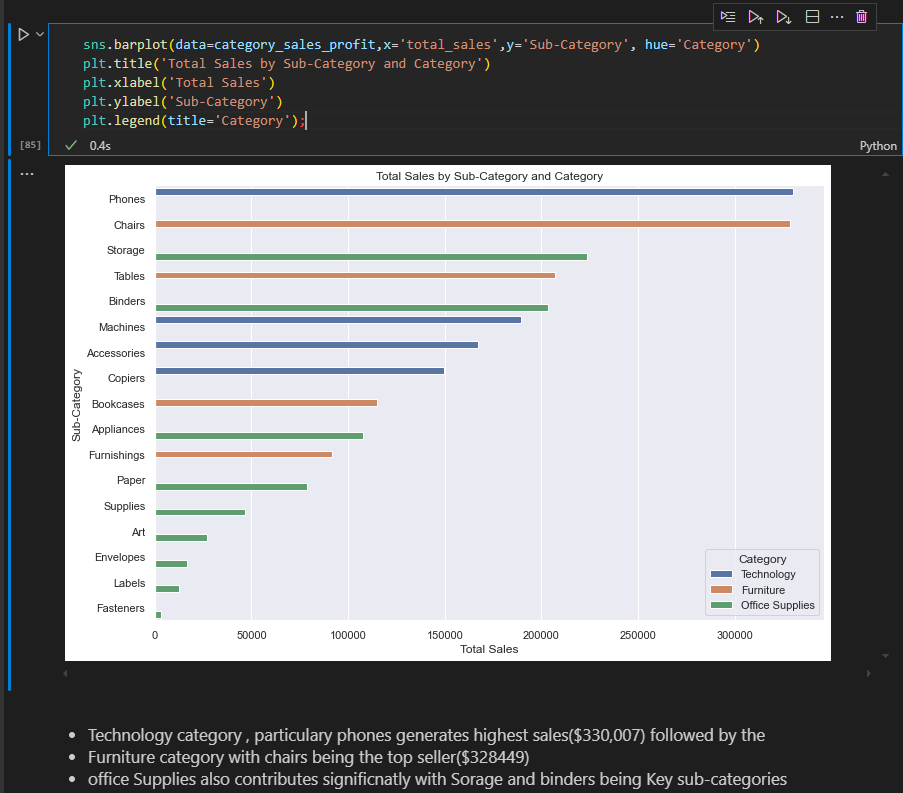 sns.barplot(data=category_sales_profit,x='total_sales',y='Sub-Category', hue='Category')
plt.title('Total Sales by Sub-Category and Category')
plt.xlabel('Total Sales')
plt.ylabel('Sub-Category')
plt.legend(title='Category');
[85]
0.4s
Python
Total Sales by Sub-Category and Category
Sub-Category
Phones
Chairs
Storage
Tables
Binders
Machines
Accessories
Copiers
Bookcases
Appliances
Furnishings
Paper
Supplies
Art
Envelopes
Labels
Fasteners
Category
Technology
Furniture
Office Supplies
0 50000 100000 150000 200000 250000 300000
Total Sales
• Technology category , particulary phones generates highest sales($330,007) followed by the
• Furniture category with chairs being the top seller($328449)
• office Supplies also contributes significnatly with Sorage and binders being Key sub-categories